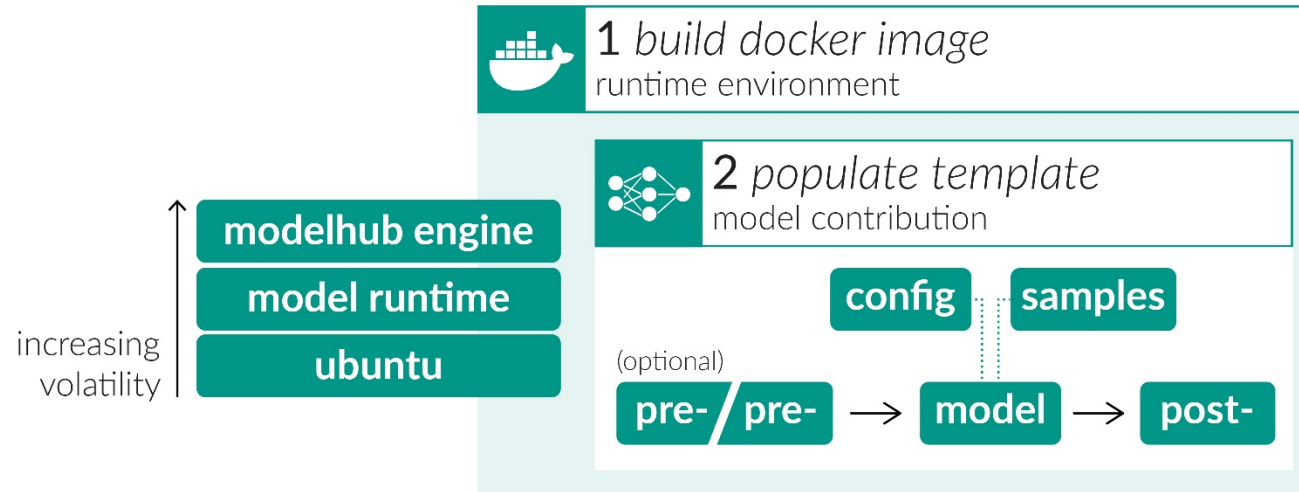 1 build docker image
runtime environment
2 populate template
model contribution
modelhub engine
model runtime
ubuntu
increasing
volatility
config
samples
(optional)
pre-/pre-
model
post-